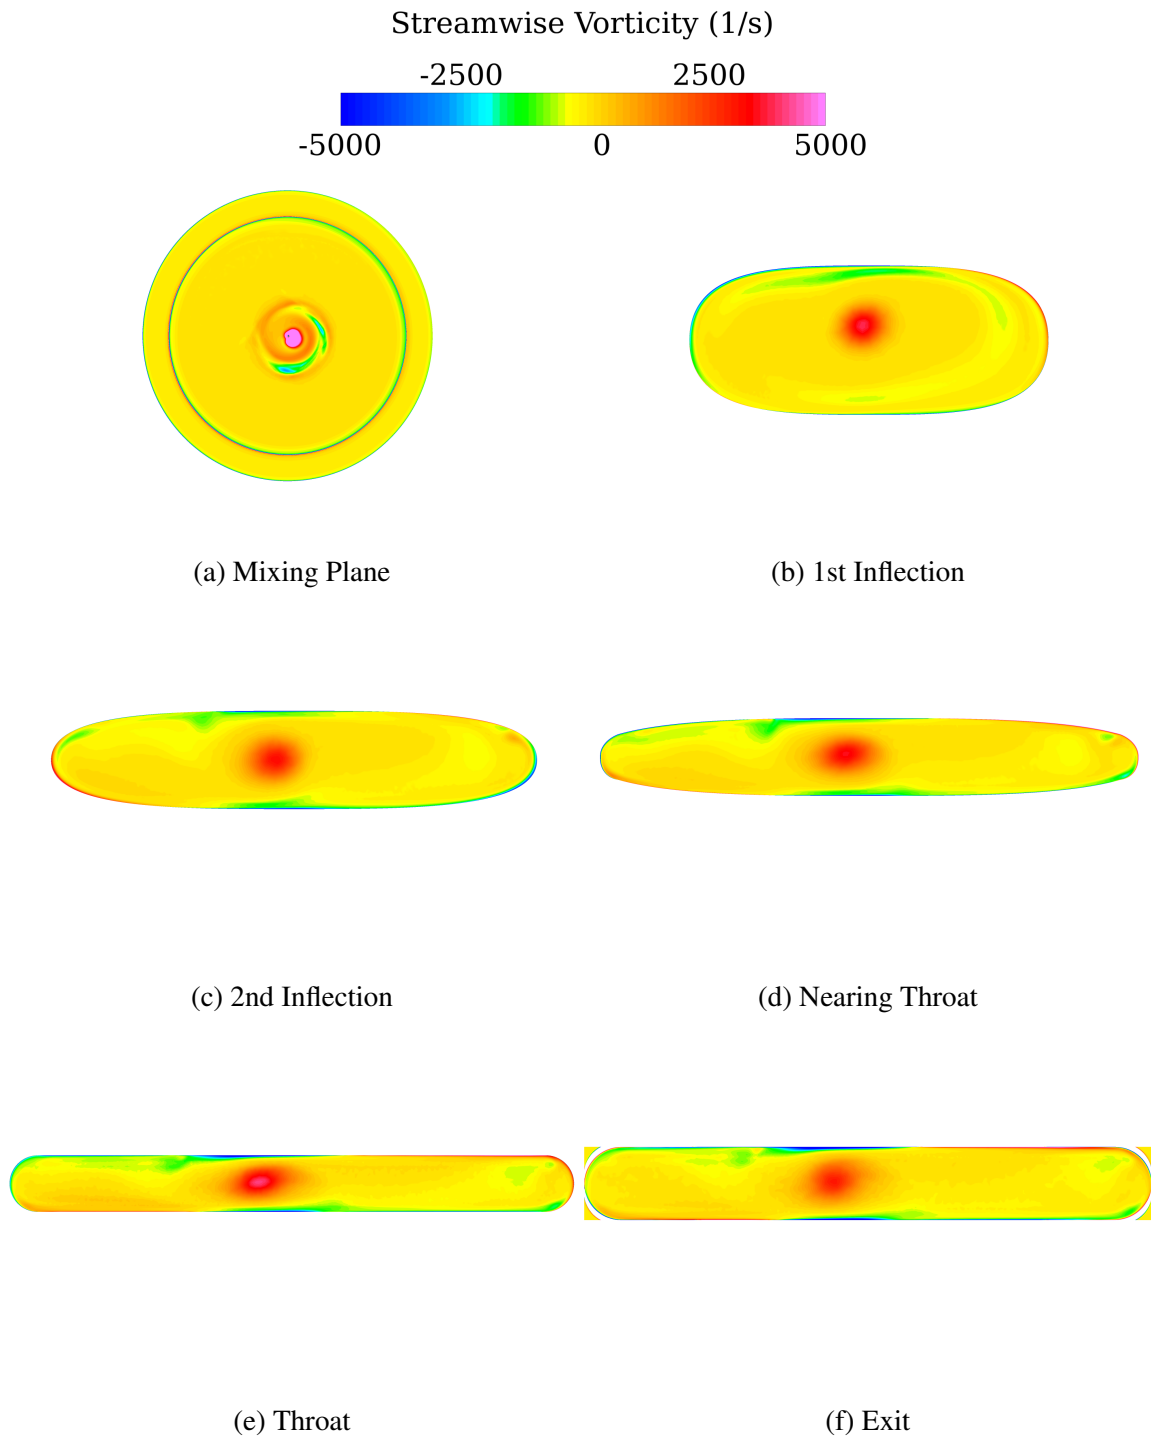 Streamwise Vorticity (1/s)
-2500 2500
-5000 0 5000
(a) Mixing Plane
(b) 1st Inflection
(c) 2nd Inflection
(d) Nearing Throat
(e) Throat
(f) Exit